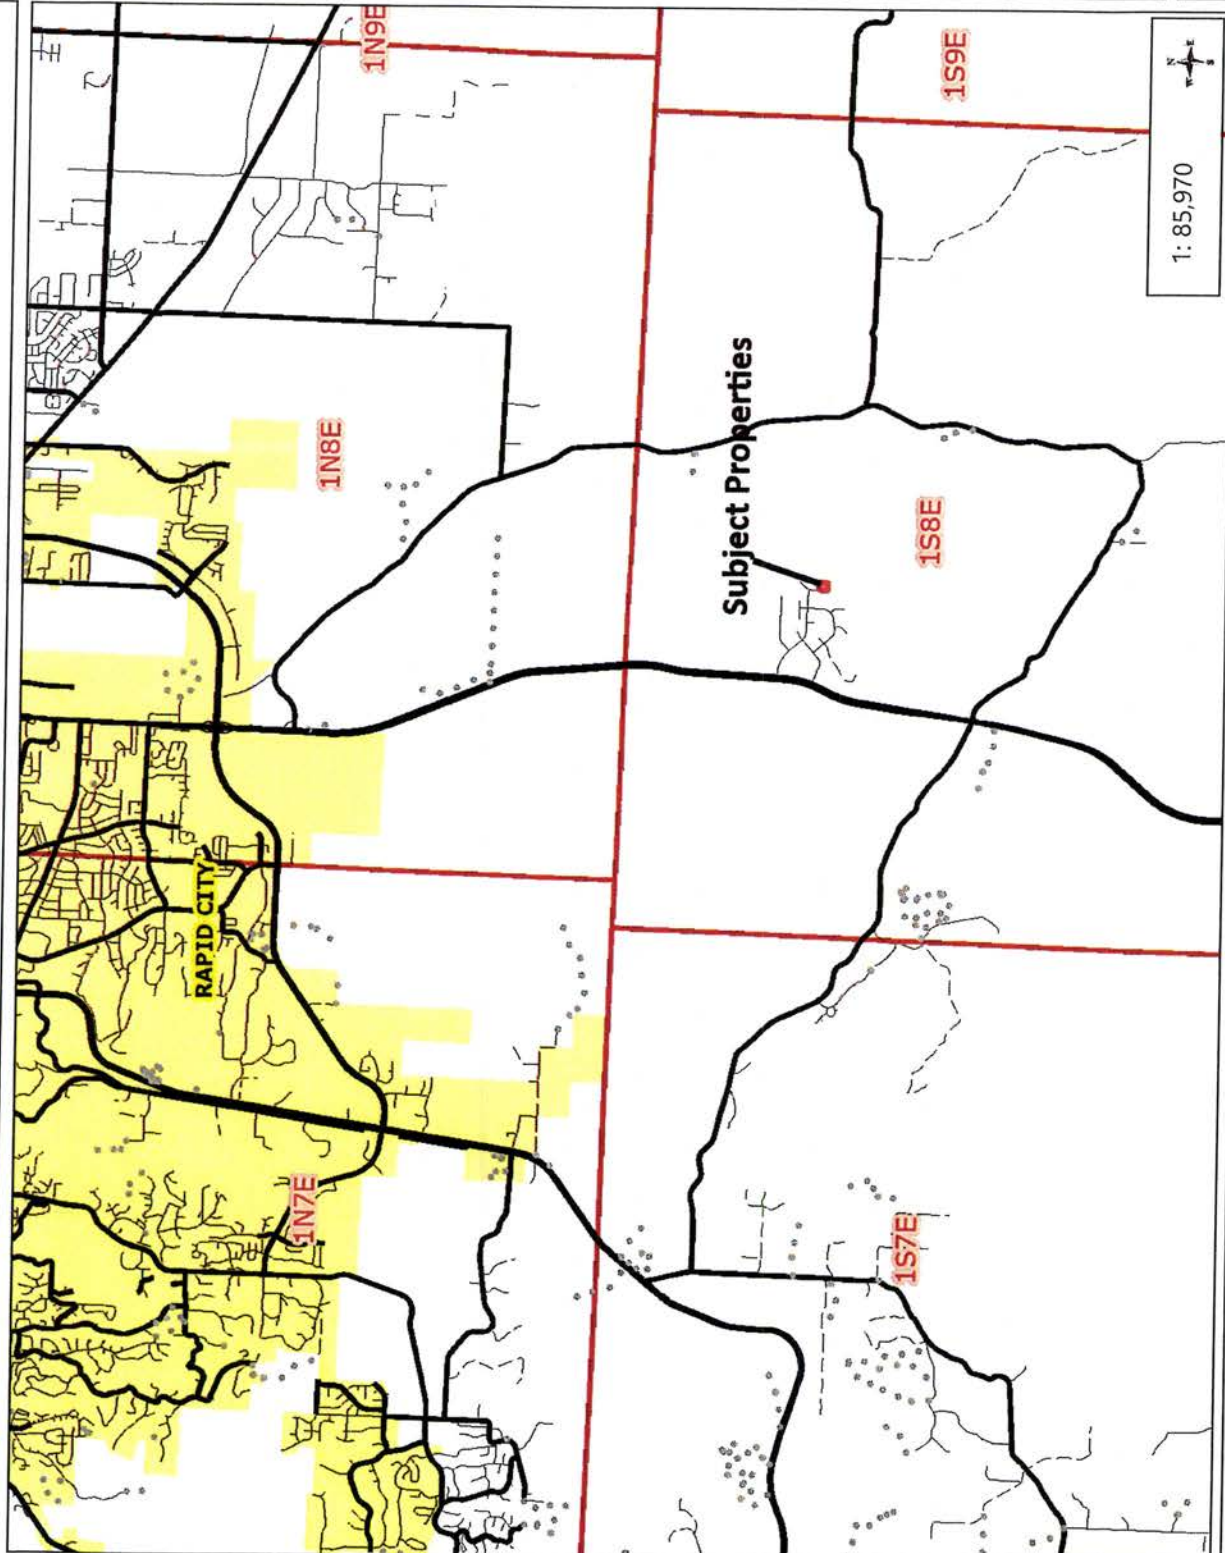 1N7E
RAPID CITY
1N8E
1N9E
Subject Properties
1S7E
1S8E
1S9E
1: 85,970
N
W
E
S